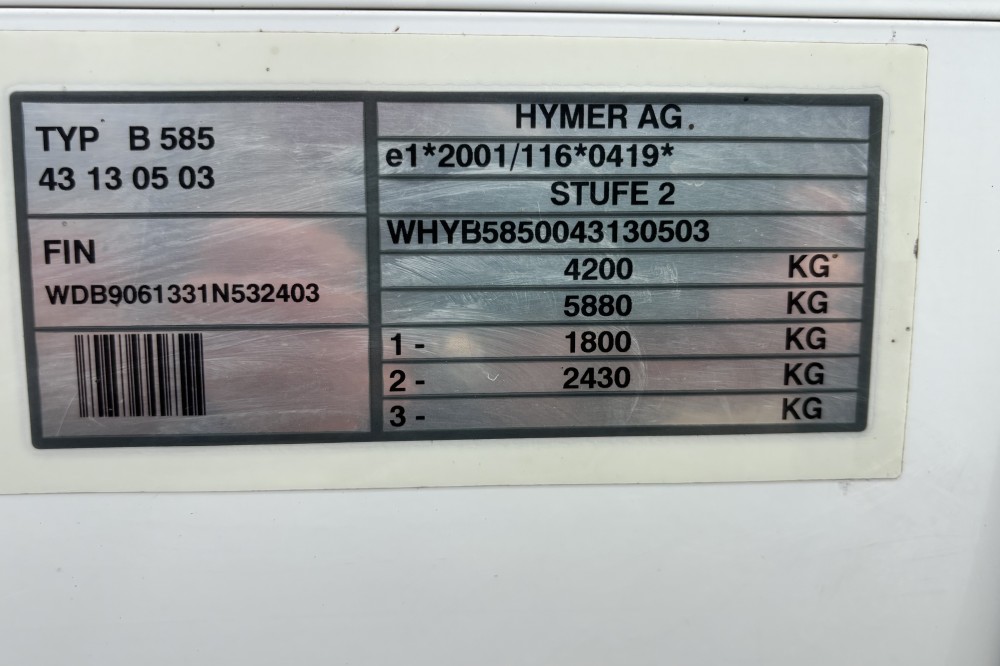 TYP B 585
43 13 05 03
FIN
WDB9061331N532403
HYMER AG.
e1*2001/116*0419*
STUFE 2
WHYB5850043130503
4200 KG
5880 KG
1 - 1800 KG
2 - 2430 KG
3 - KG